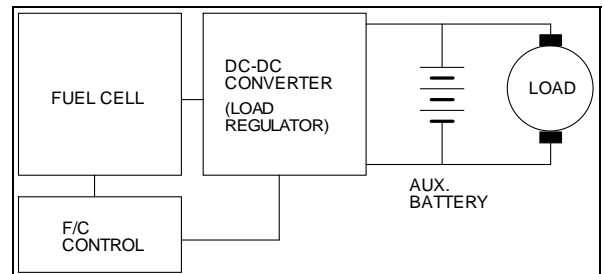 FUEL CELL
DC-DC
CONVERTER
(LOAD
REGULATOR)
LOAD
AUX.
BATTERY
F/C
CONTROL